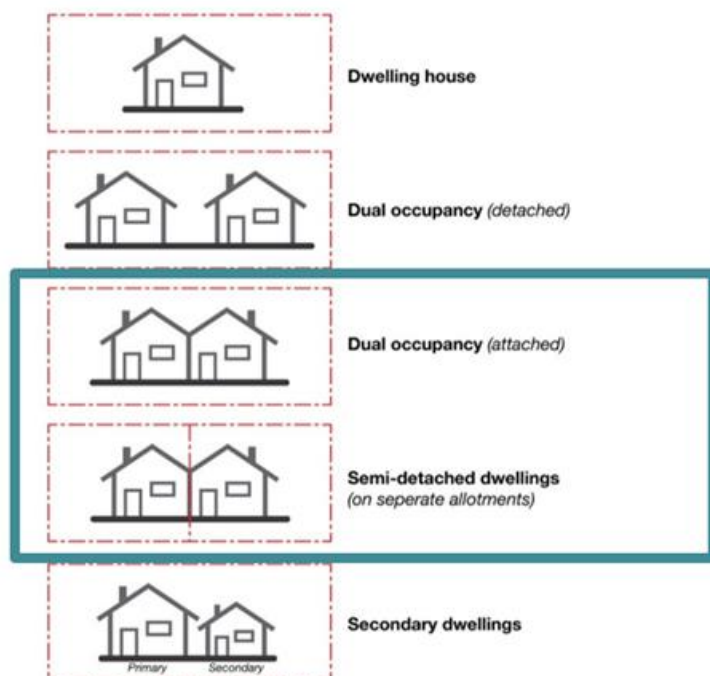 Dwelling house
Dual occupancy (detached)
Dual occupancy (attached)
Semi-detached dwellings
(on seperate allotments)
Secondary dwellings
Primary Secondary